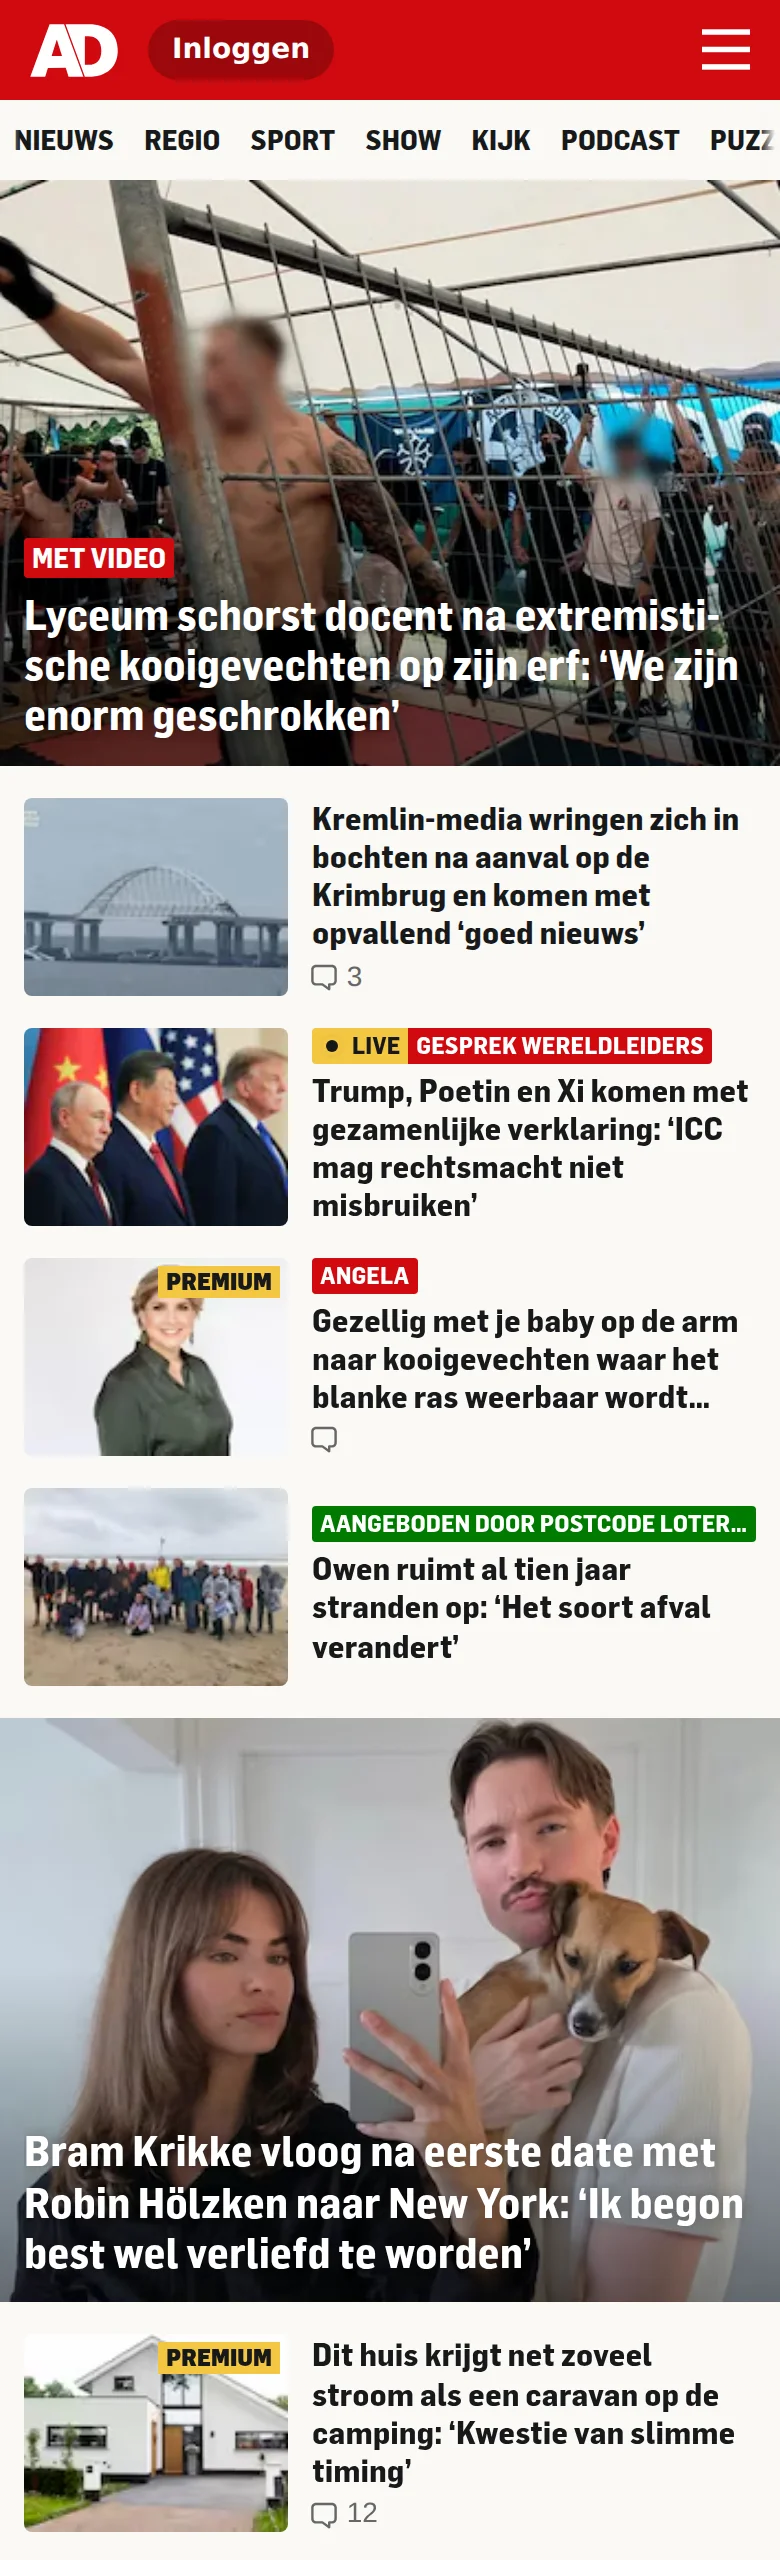 AD
Inloggen
NIEUWS REGIO SPORT SHOW KIJK PODCAST PUZZ
MET VIDEO
Lyceum schorst docent na extremisti-
sche kooigevechten op zijn erf: ‘We zijn
enorm geschrokken’
Kremlin-media wringen zich in
bochten na aanval op de
Krimbrug en komen met
opvallend ‘goed nieuws’
3
LIVE GESPREK WERELDLEIDERS
Trump, Poetin en Xi komen met
gezamenlijke verklaring: ‘ICC
mag rechtsmacht niet
misbruiken’
PREMIUM
ANGELA
Gezellig met je baby op de arm
naar kooigevechten waar het
blanke ras weerbaar wordt...
AANGEBODEN DOOR POSTCODE LOTER...
Owen ruimt al tien jaar
stranden op: ‘Het soort afval
verandert’
Bram Krikke vloog na eerste date met
Robin Hölzken naar New York: ‘Ik begon
best wel verliefd te worden’
PREMIUM
Dit huis krijgt net zoveel
stroom als een caravan op de
camping: ‘Kwestie van slimme
timing’
12